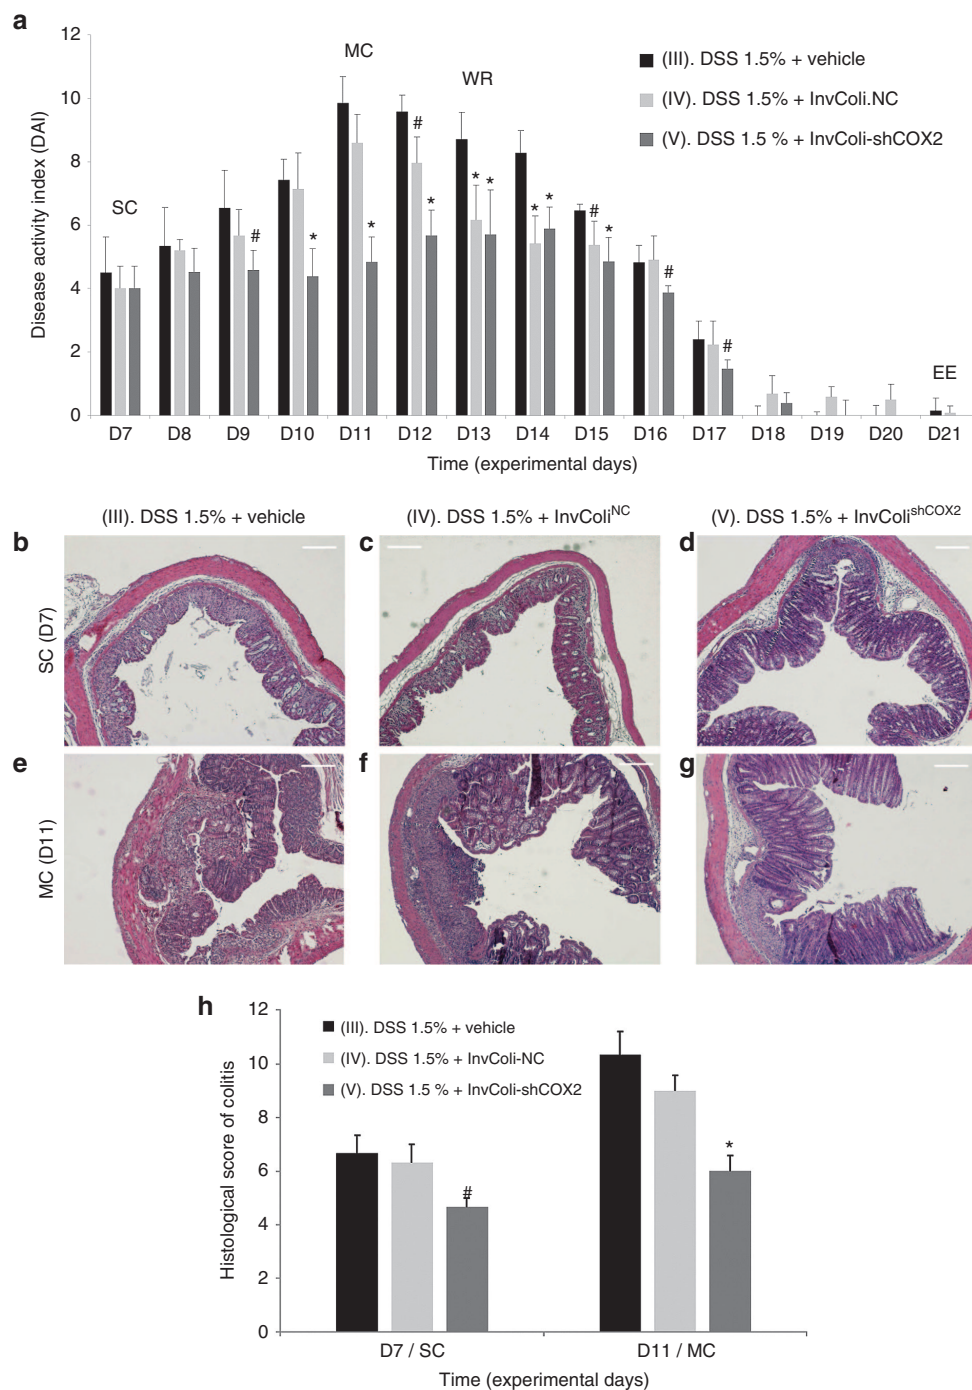 a
12
10
8
6
4
2
0
Disease activity index (DAI)
SC
MC
WR
EE
(III). DSS 1.5% + vehicle
(IV). DSS 1.5% + InvColi.NC
(V). DSS 1.5 % + InvColi-shCOX2
# * * # * * * * * # * # #
D7 D8 D9 D10 D11 D12 D13 D14 D15 D16 D17 D18 D19 D20 D21
Time (experimental days)
(III). DSS 1.5% + vehicle
(IV). DSS 1.5% + InvColiNC
(V). DSS 1.5% + InvColishCOX2
b
c
d
SC (D7)
e
f
g
MC (D11)
h
12
10
8
6
4
2
0
Histological score of colitis
(III). DSS 1.5% + vehicle
(IV). DSS 1.5% + InvColi-NC
(V). DSS 1.5 % + InvColi-shCOX2
#
*
D7 / SC
D11 / MC
Time (experimental days)